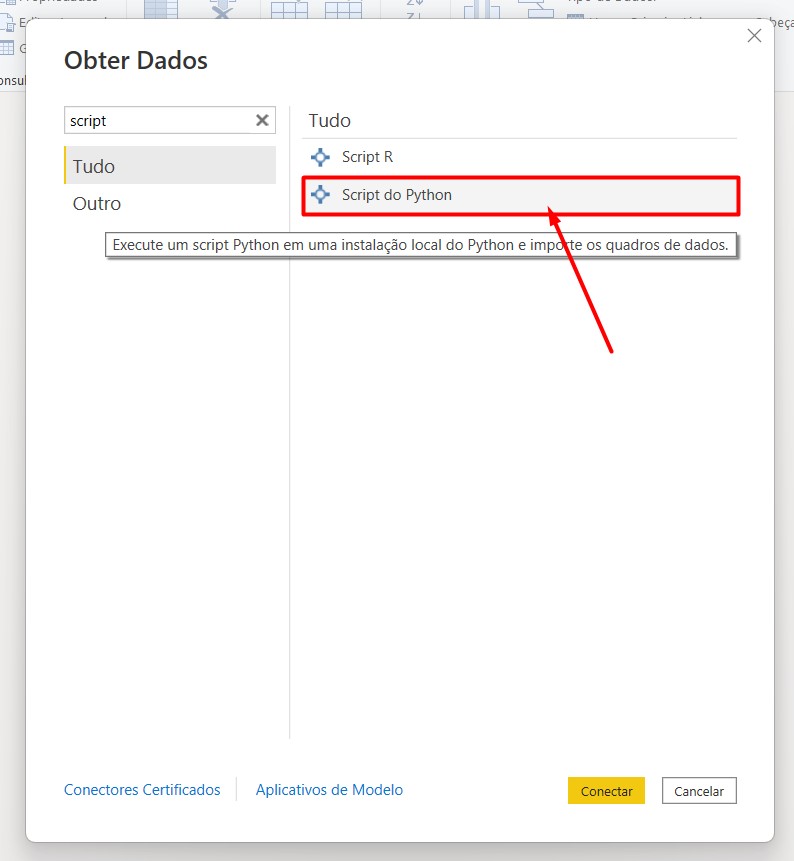 Obter Dados
script
Tudo
Outro
Tudo
Script R
Script do Python
Execute um script Python em uma instalação local do Python e importe os quadros de dados.
Conectores Certificados
Aplicativos de Modelo
Conectar
Cancelar